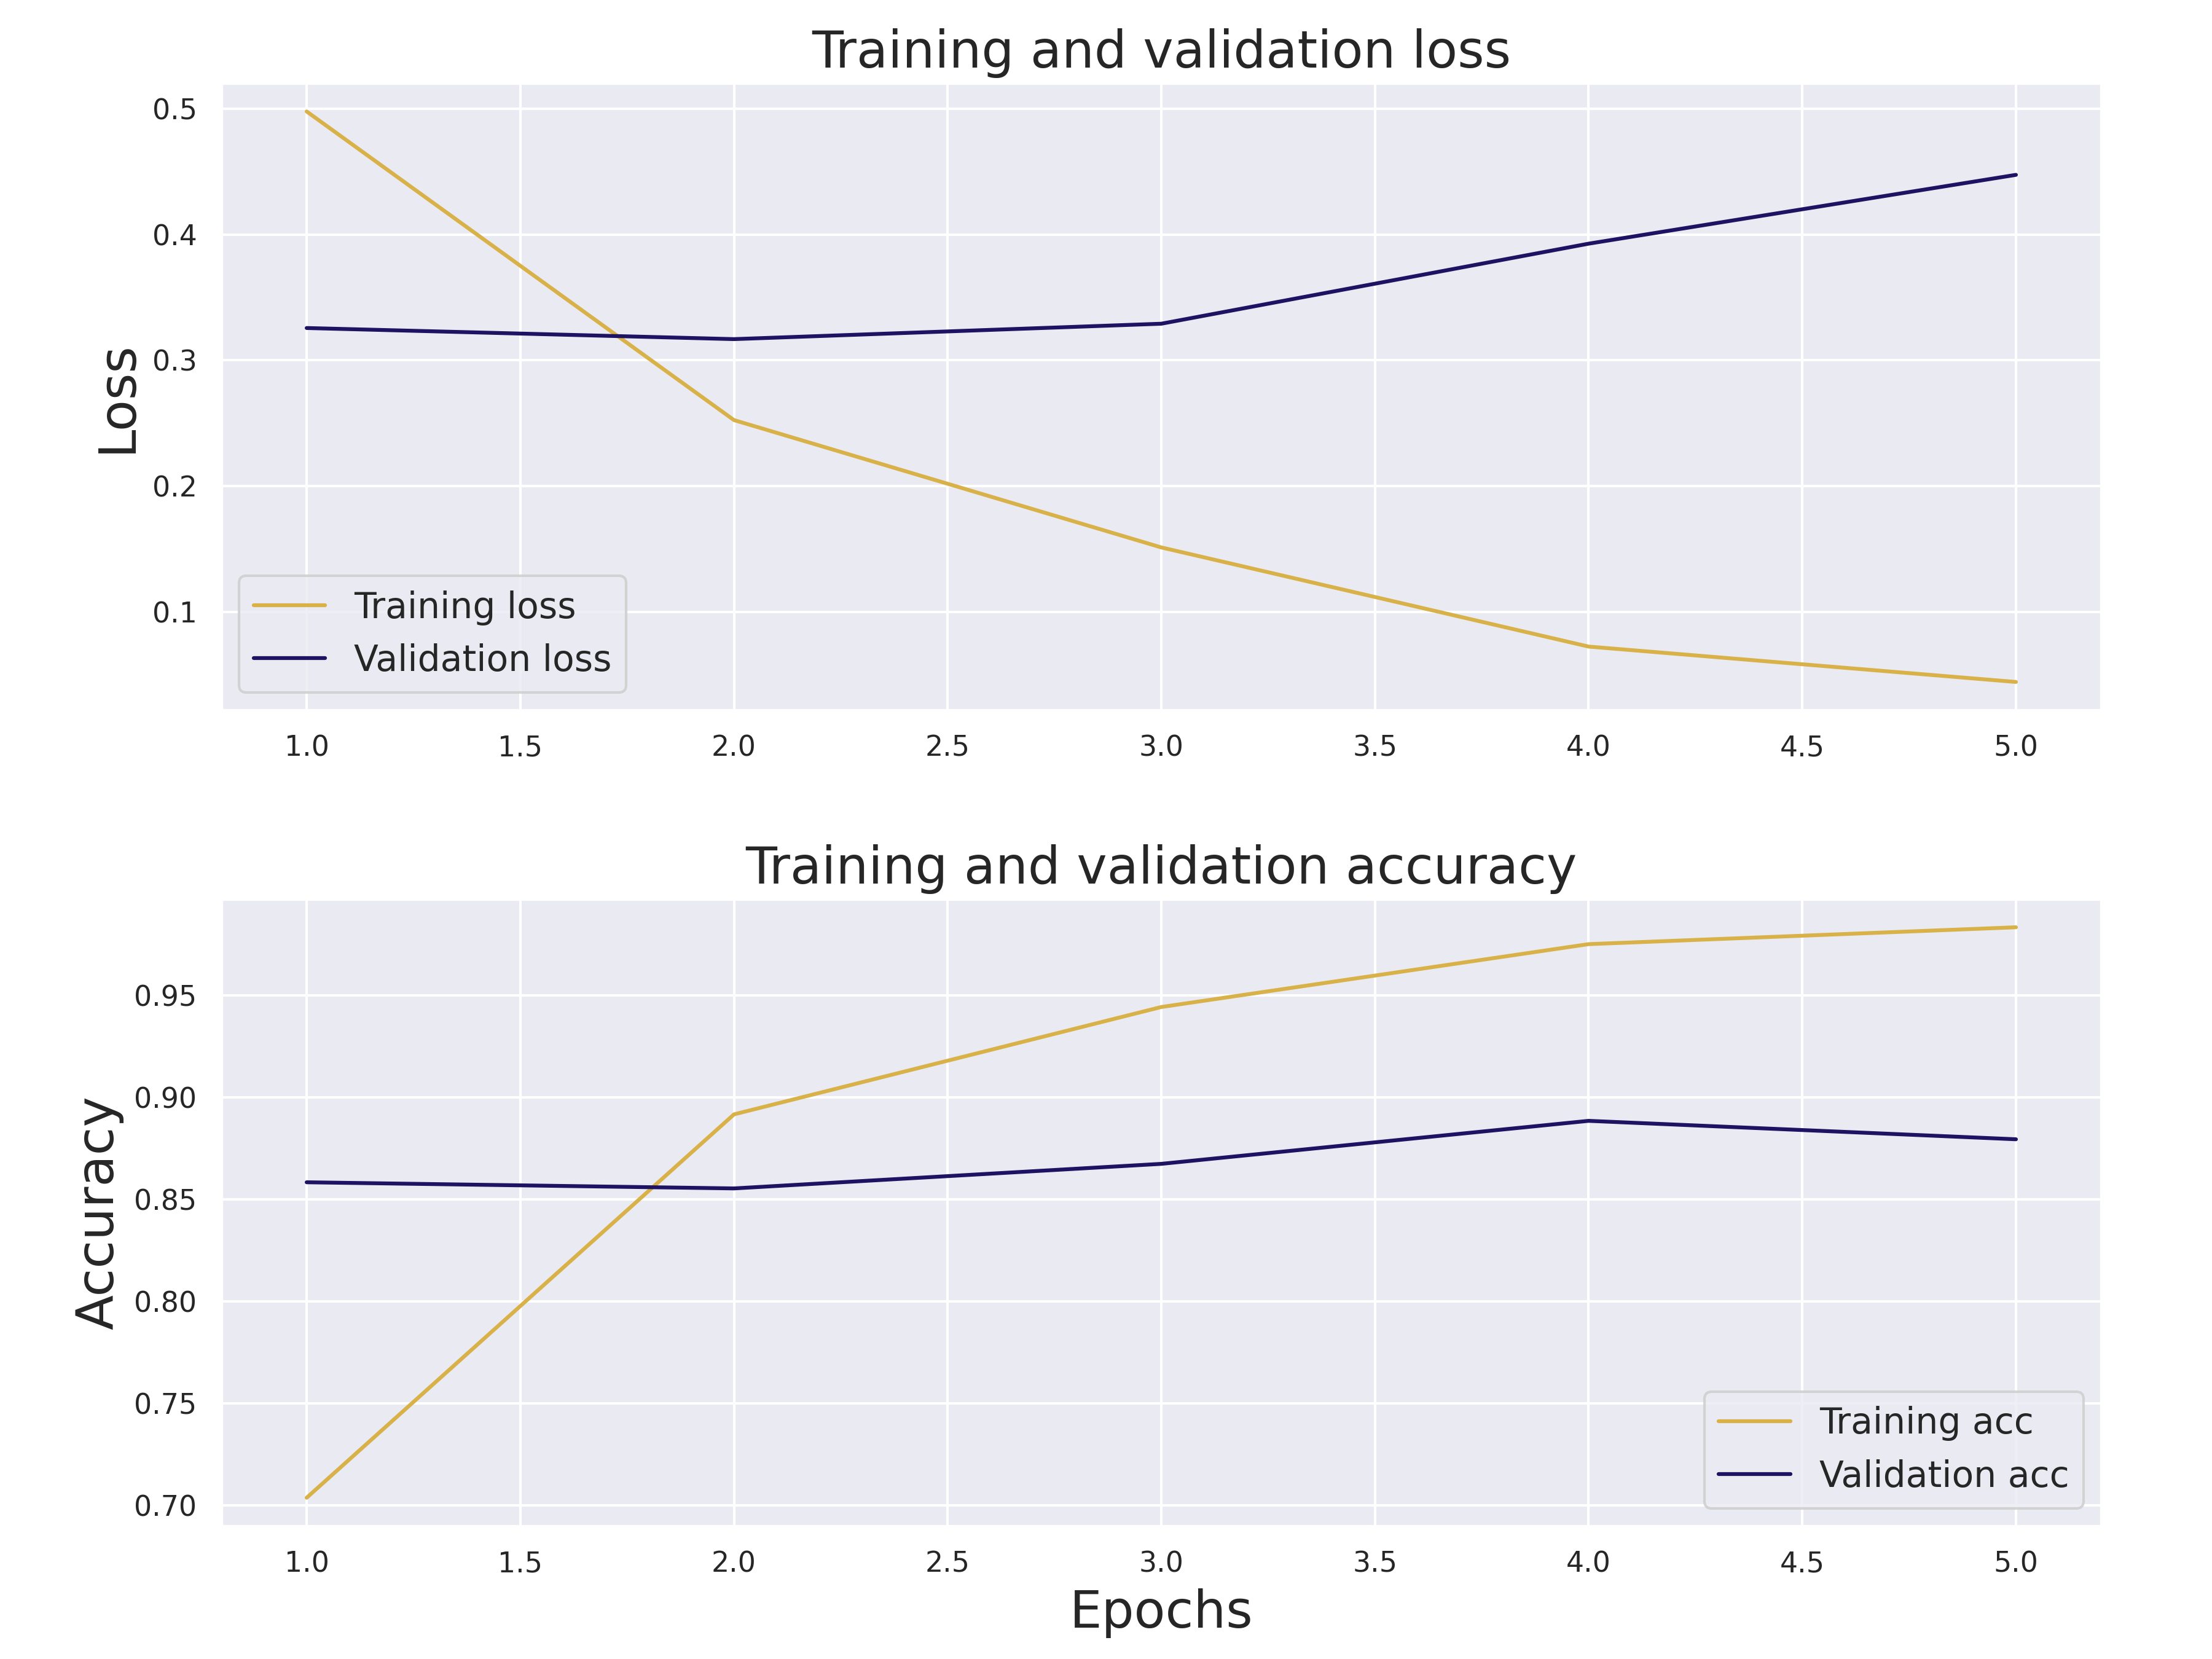 Training and validation loss
0.5
0.4
0.3
0.2
0.1
Loss
Training loss
Validation loss
1.0 1.5 2.0 2.5 3.0 3.5 4.0 4.5 5.0
Training and validation accuracy
0.95
0.90
0.85
0.80
0.75
0.70
Accuracy
Training acc
Validation acc
1.0 1.5 2.0 2.5 3.0 3.5 4.0 4.5 5.0
Epochs